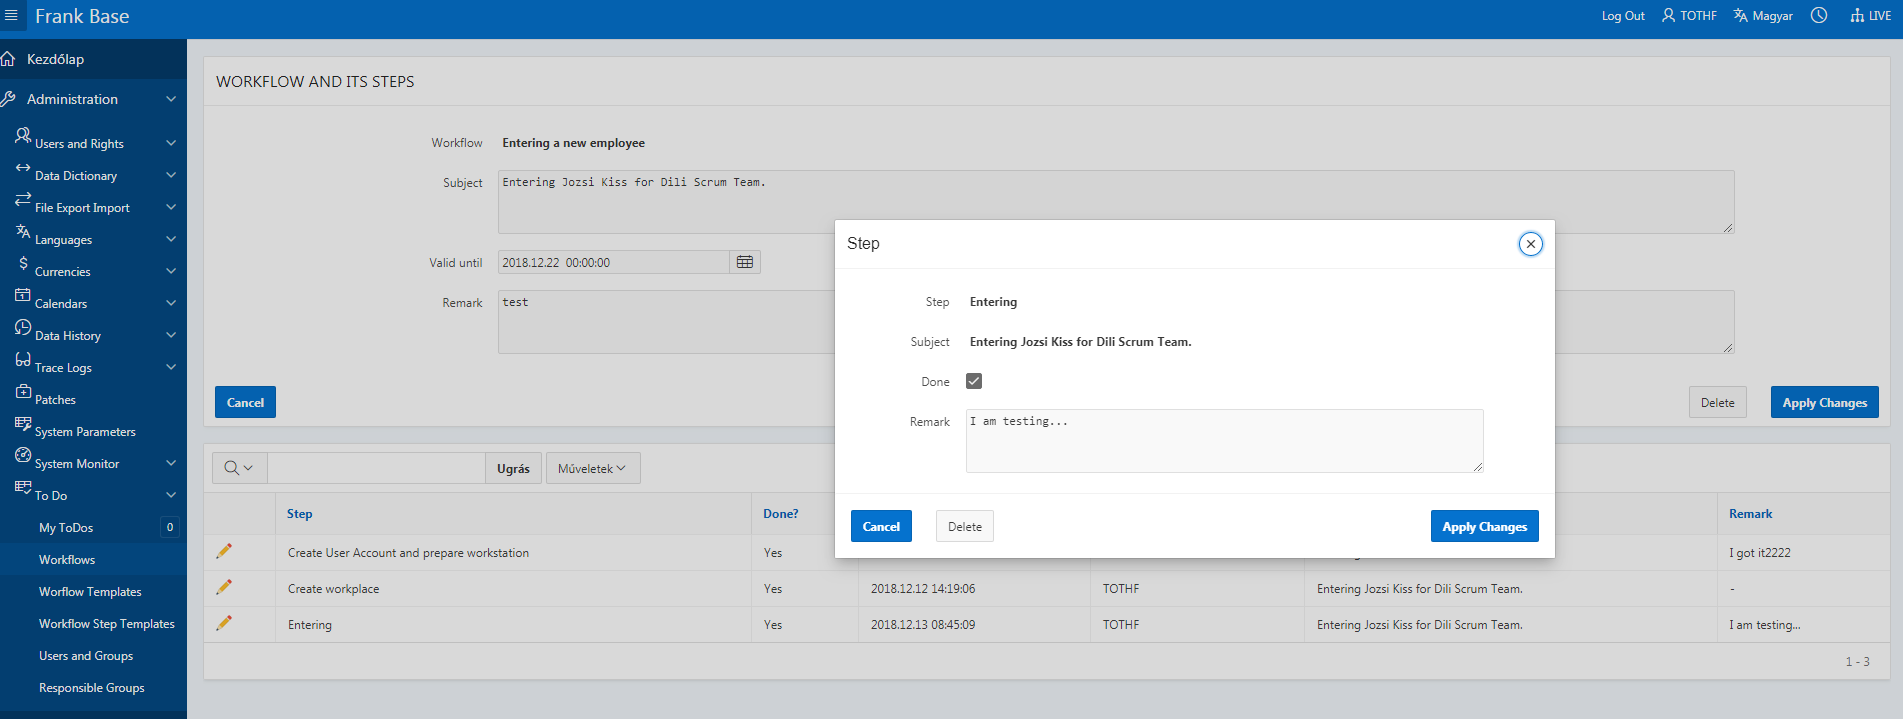 Frank Base
Log Out TOTHF Magyar LIVE
Kezdőlap
Administration
Users and Rights
Data Dictionary
File Export Import
Languages
Currencies
Calendars
Data History
Trace Logs
Patches
System Parameters
System Monitor
To Do
My ToDos 0
Workflows
Worflow Templates
Workflow Step Templates
Users and Groups
Responsible Groups
WORKFLOW AND ITS STEPS
Workflow Entering a new employee
Subject Entering Jozsi Kiss for Dili Scrum Team.
Valid until 2018.12.22 00:00:00
Remark test
Cancel Delete Apply Changes
Step
Step Entering
Subject Entering Jozsi Kiss for Dili Scrum Team.
Done
Remark I am testing...
Cancel Delete Apply Changes
Ugrás Műveletek
Step Done? Remark
Create User Account and prepare workstation Yes I got it2222
Create workplace Yes 2018.12.12 14:19:06 TOTHF Entering Jozsi Kiss for Dili Scrum Team. -
Entering Yes 2018.12.13 08:45:09 TOTHF Entering Jozsi Kiss for Dili Scrum Team. I am testing...
1 - 3